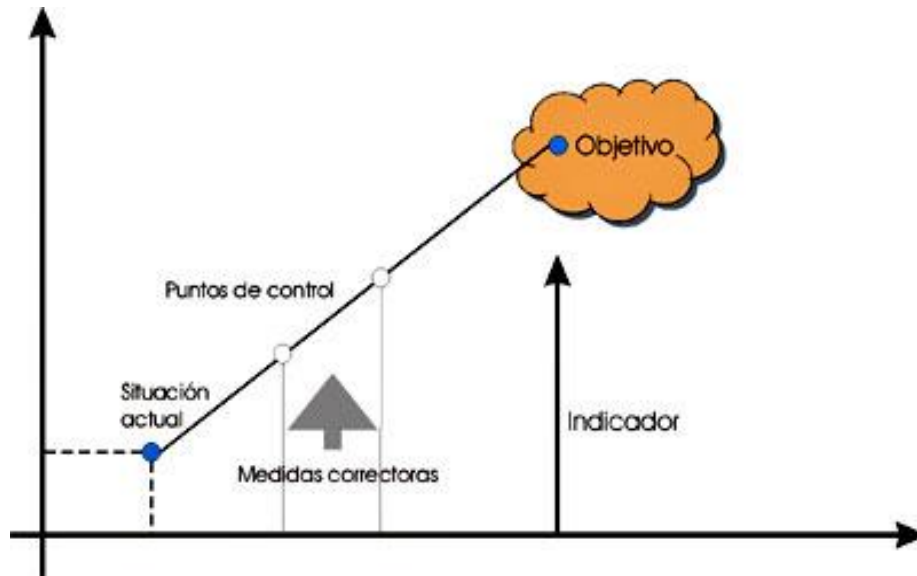 Objetivo
Puntos de control
Situación
actual
Indicador
Medidas correctoras